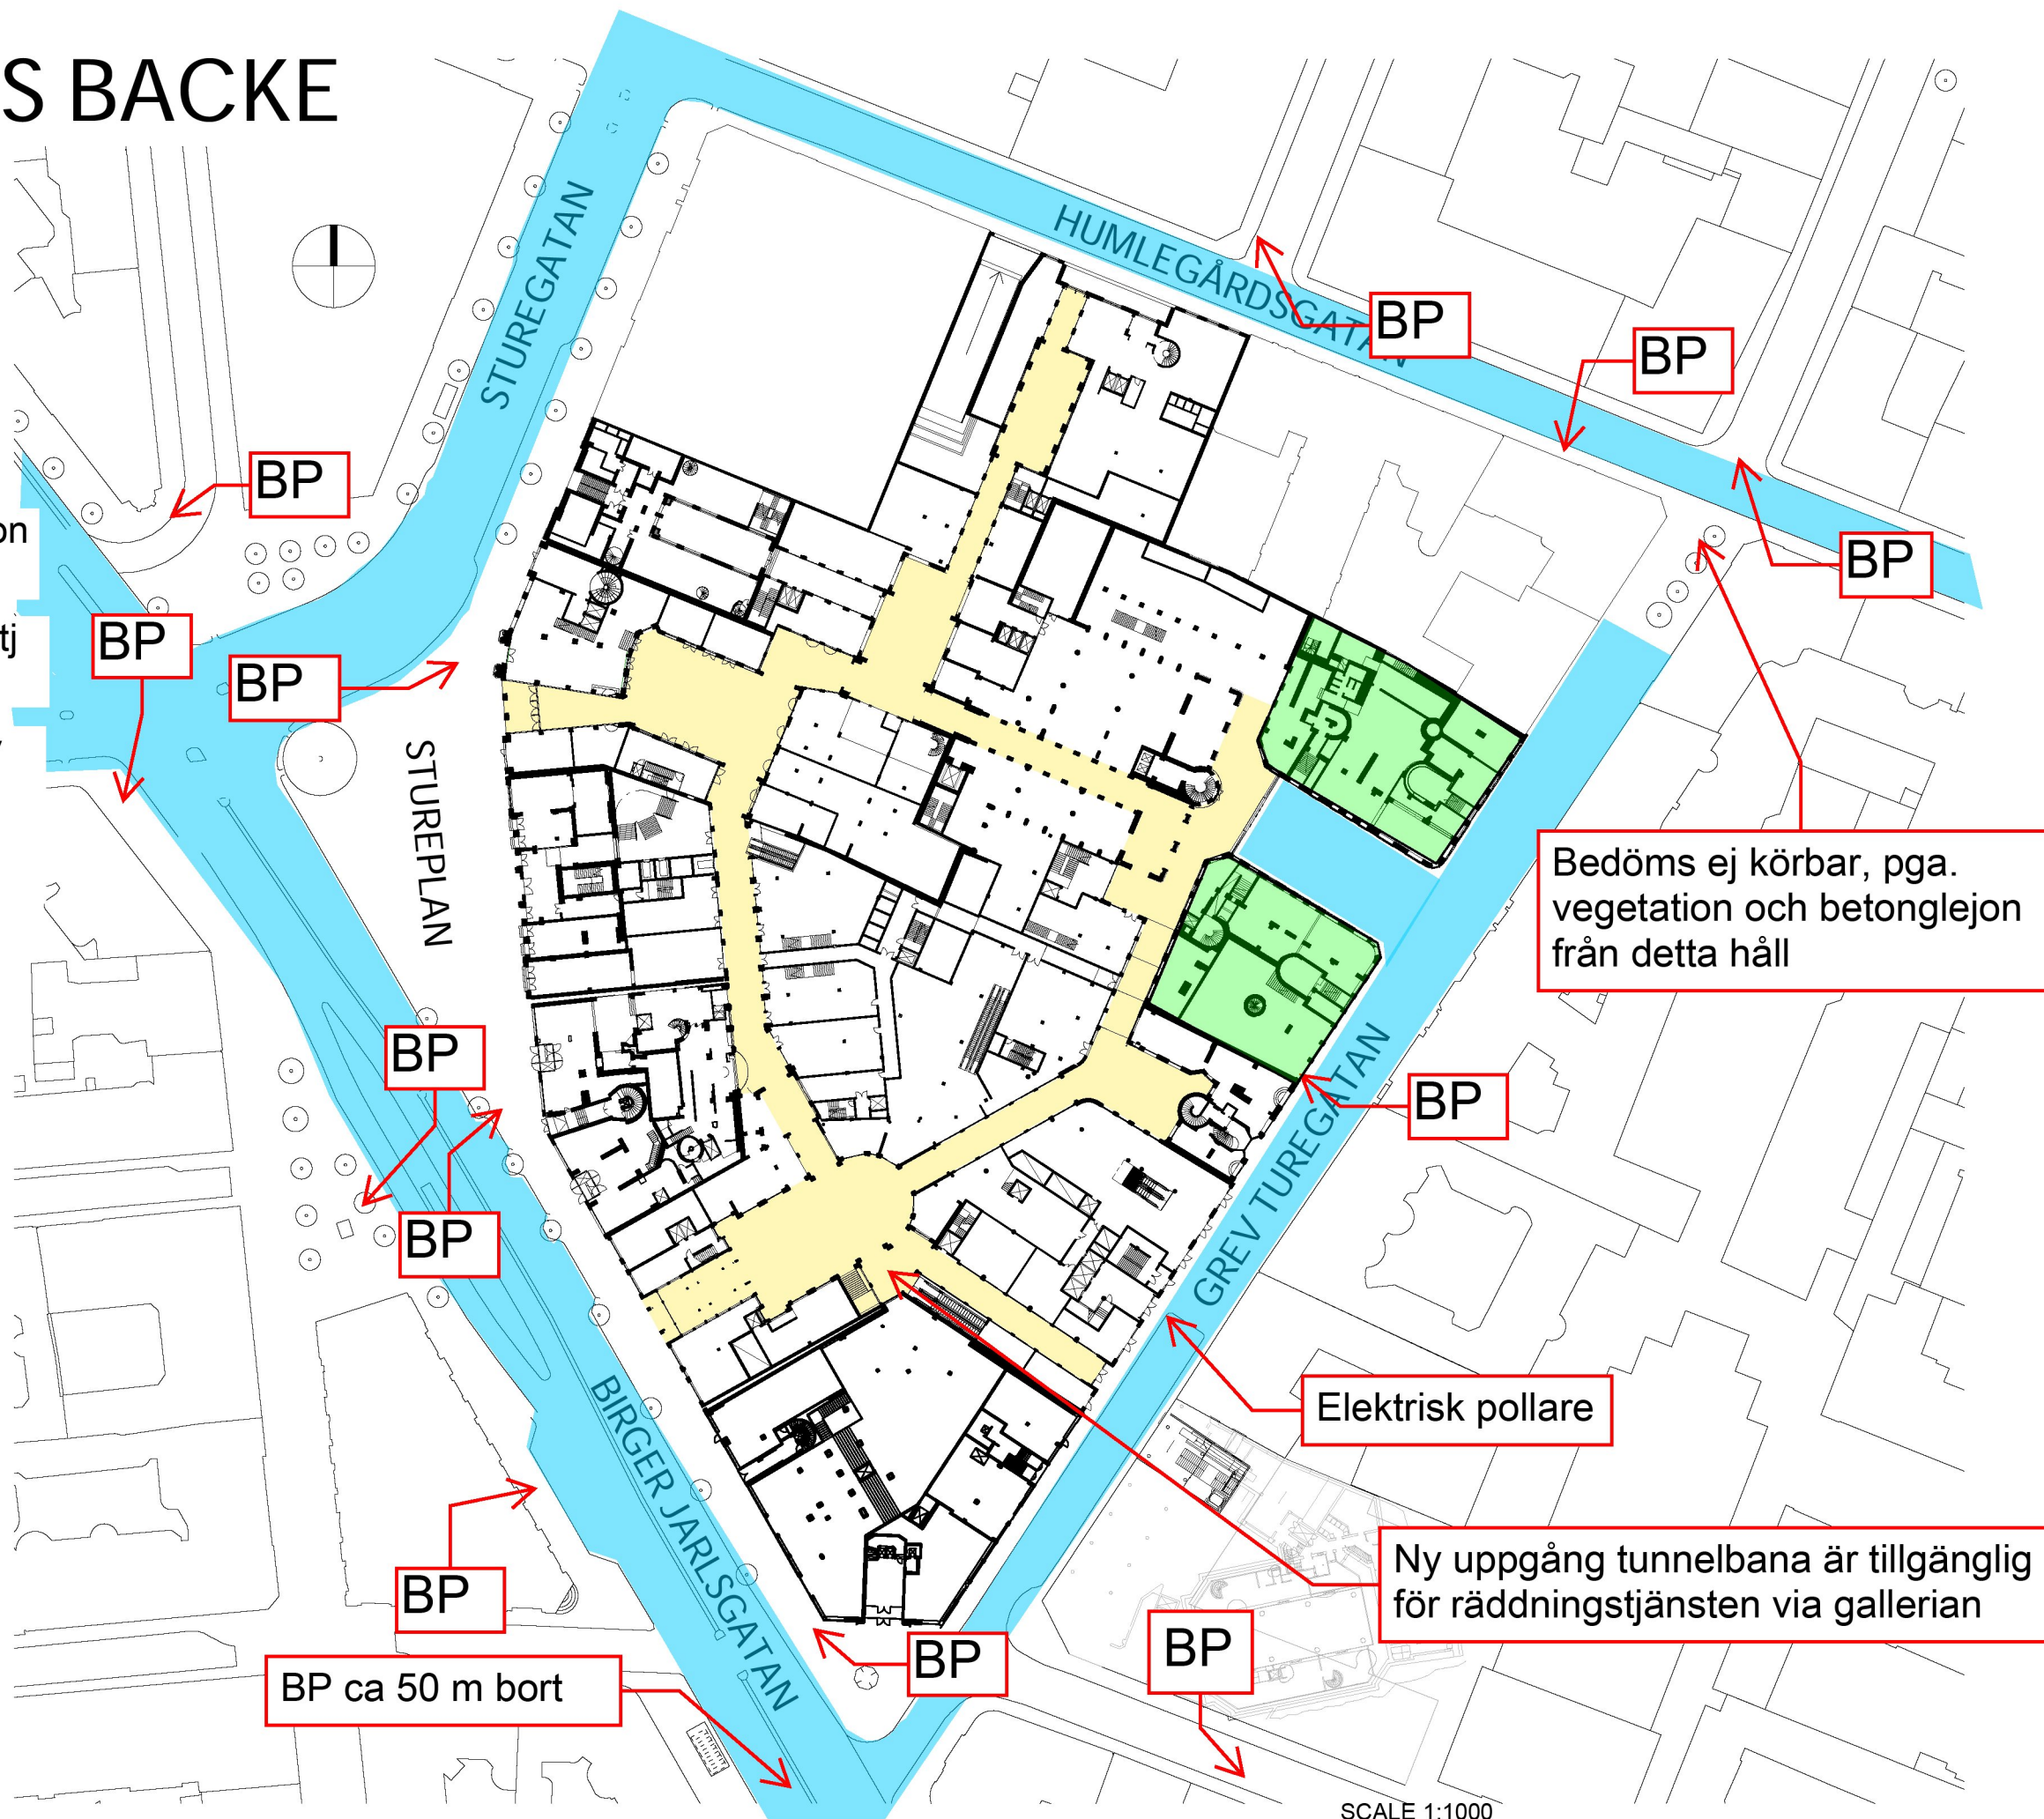 S BACKE
STUREGATAN
HUMLEGÅRDSGATAN
BP
BP
BP
on
BP
tj
BP
BP
STUREPLAN
Bedöms ej körbar, pga.
vegetation och betonglejon
från detta håll
BP
BP
BP
GREV TUREGATAN
Elektrisk pollare
BIRGER JARLSGATAN
Ny uppgång tunnelbana är tillgänglig
för räddningstjänsten via gallerian
BP
BP
BP
BP ca 50 m bort
SCALE 1:1000